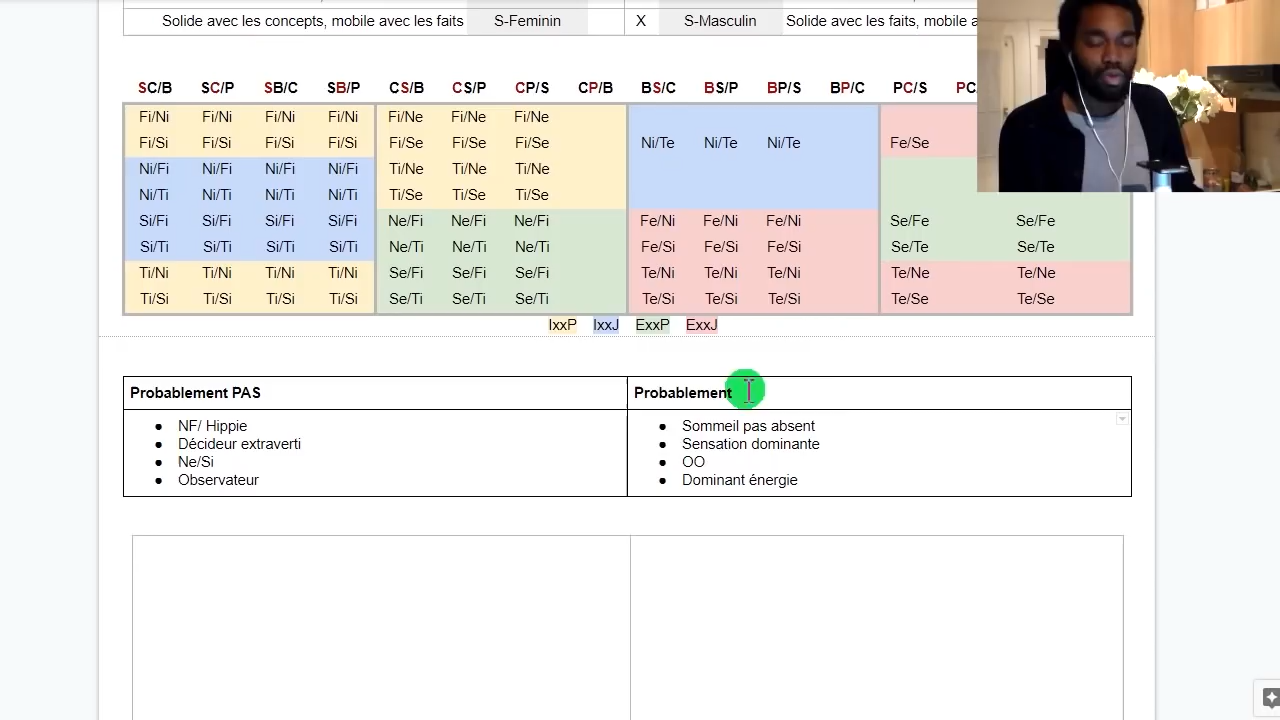 Solide avec les concepts, mobile avec les faits S-Feminin X S-Masculin Solide avec les faits, mobile a
SC/B SC/P SB/C SB/P CS/B CS/P CP/S CP/B BS/C BS/P BP/S BP/C PC/S PC
Fi/Ni Fi/Ni Fi/Ni Fi/Ni Fi/Ne Fi/Ne Fi/Ne
Fi/Si Fi/Si Fi/Si Fi/Si Fi/Se Fi/Se Fi/Se Ni/Te Ni/Te Ni/Te Fe/Se
Ni/Fi Ni/Fi Ni/Fi Ni/Fi Ti/Ne Ti/Ne Ti/Ne
Ni/Ti Ni/Ti Ni/Ti Ni/Ti Ti/Se Ti/Se Ti/Se
Si/Fi Si/Fi Si/Fi Si/Fi Ne/Fi Ne/Fi Ne/Fi Fe/Ni Fe/Ni Fe/Ni Se/Fe Se/Fe
Si/Ti Si/Ti Si/Ti Si/Ti Ne/Ti Ne/Ti Ne/Ti Fe/Si Fe/Si Fe/Si Se/Te Se/Te
Ti/Ni Ti/Ni Ti/Ni Ti/Ni Se/Fi Se/Fi Se/Fi Te/Ni Te/Ni Te/Ni Te/Ne Te/Ne
Ti/Si Ti/Si Ti/Si Ti/Si Se/Ti Se/Ti Se/Ti Te/Si Te/Si Te/Si Te/Se Te/Se
IxxP IxxJ ExxP ExxJ
Probablement PAS Probablement
● NF/ Hippie ● Sommeil pas absent
● Décideur extraverti ● Sensation dominante
● Ne/Si ● OO
● Observateur ● Dominant énergie